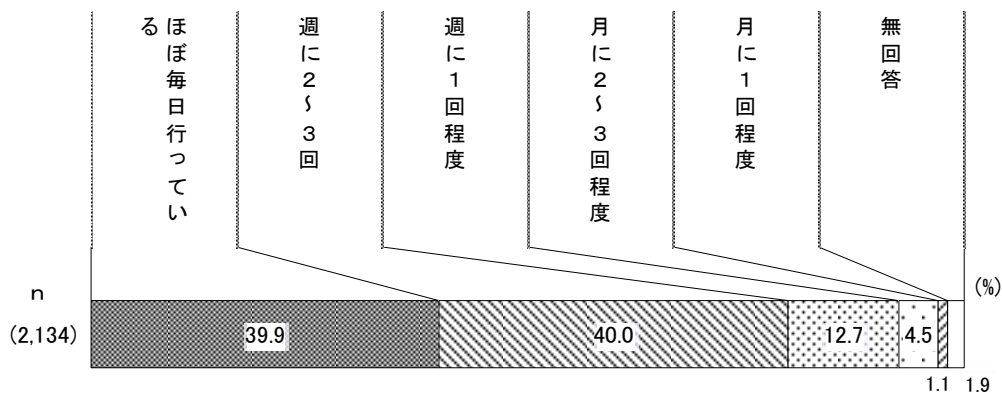 ほぼ毎日行ってい
る
週に2～3回
週に1回程度
月に2～3回程度
月に1回程度
無回答
(%)
n
(2,134)
39.9
40.0
12.7
4.5
1.1
1.9